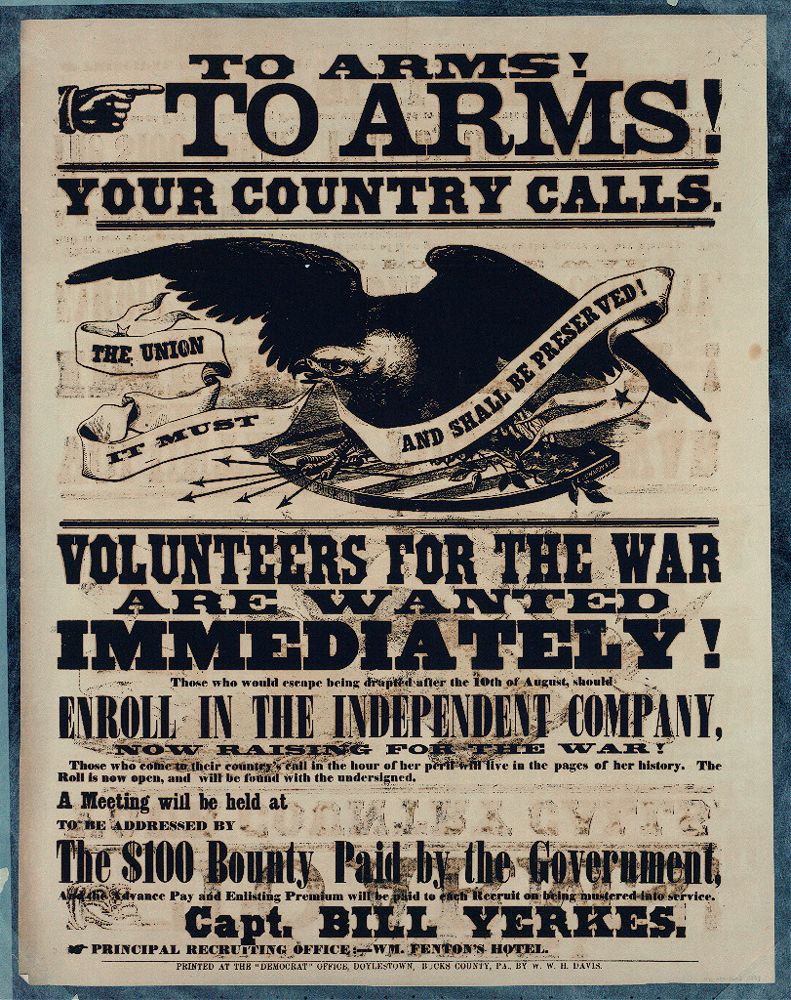 TO ARMS!
TO ARMS!
YOUR COUNTRY CALLS.
THE UNION
IT MUST
AND SHALL BE PRESERVED!
VOLUNTEERS FOR THE WAR
ARE WANTED
IMMEDIATELY!
Those who would escape being drapted after the 10th of August, should
ENROLL IN THE INDEPENDENT COMPANY,
NOW RAISING FOR THE WAR!
Those who come to their country's call in the hour of her peril will live in the pages of her history. The
Roll is now open, and will be found with the undersigned.
A Meeting will be held at
TO BE ADDRESSED BY
The $100 Bounty Paid by the Government,
And the Advance Pay and Enlisting Premium will be paid to each Recruit on being mustered into service.
Capt. BILL YERKES.
PRINCIPAL RECRUITING OFFICE:—WM. FENTON'S HOTEL.
PRINTED AT THE "DEMOCRAT" OFFICE, DOYLESTOWN, BUCKS COUNTY, PA., BY W. W. H. DAVIS.